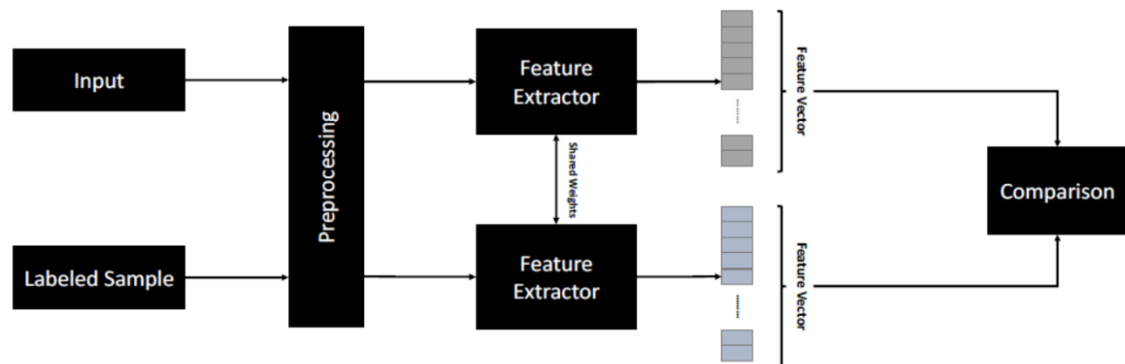 Input
Preprocessing
Feature
Extractor
Feature Vector
Shared Weights
Comparison
Labeled Sample
Feature
Extractor
Feature Vector